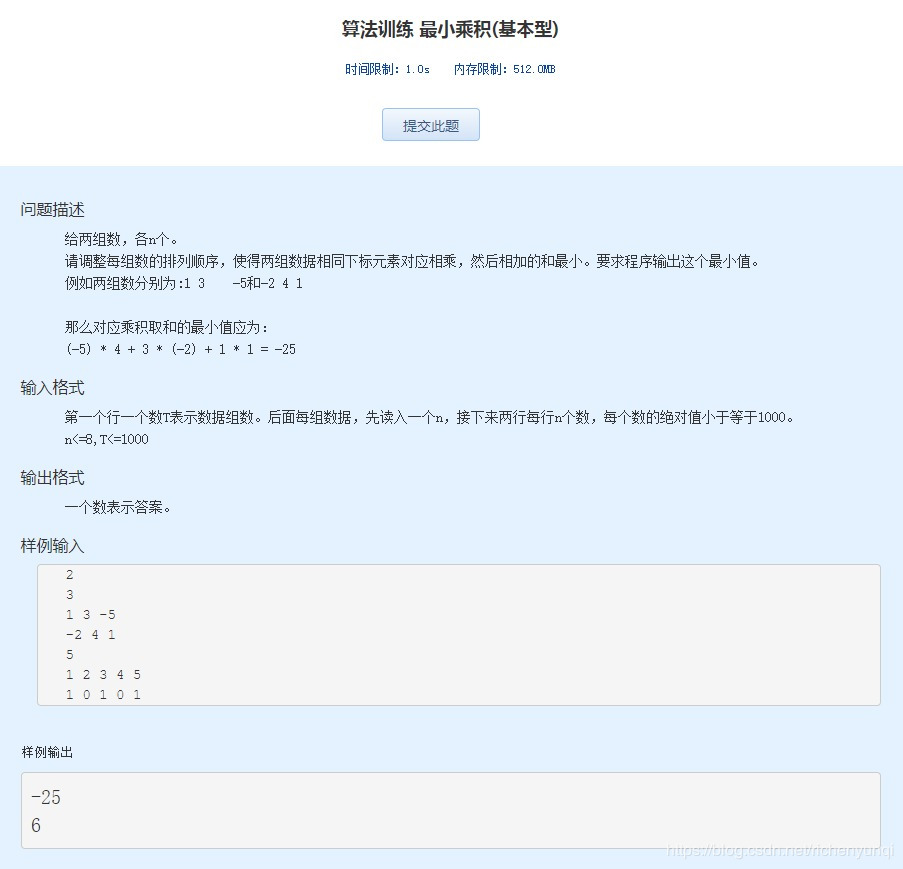 算法训练 最小乘积(基本型)
时间限制：1.0s 内存限制：512.0MB
提交此题
问题描述
给两组数，各n个。
请调整每组数的排列顺序，使得两组数据相同下标元素对应相乘，然后相加的和最小。要求程序输出这个最小值。
例如两组数分别为:1 3 -5和-2 4 1
那么对应乘积取和的最小值应为：
(-5) * 4 + 3 * (-2) + 1 * 1 = -25
输入格式
第一个行一个数T表示数据组数。后面每组数据，先读入一个n，接下来两行每行n个数，每个数的绝对值小于等于1000。
n<=8,T<=1000
输出格式
一个数表示答案。
样例输入
2
3
1 3 -5
-2 4 1
5
1 2 3 4 5
1 0 1 0 1
样例输出
-25
6
https://blog.csdn.net/richenyunqi